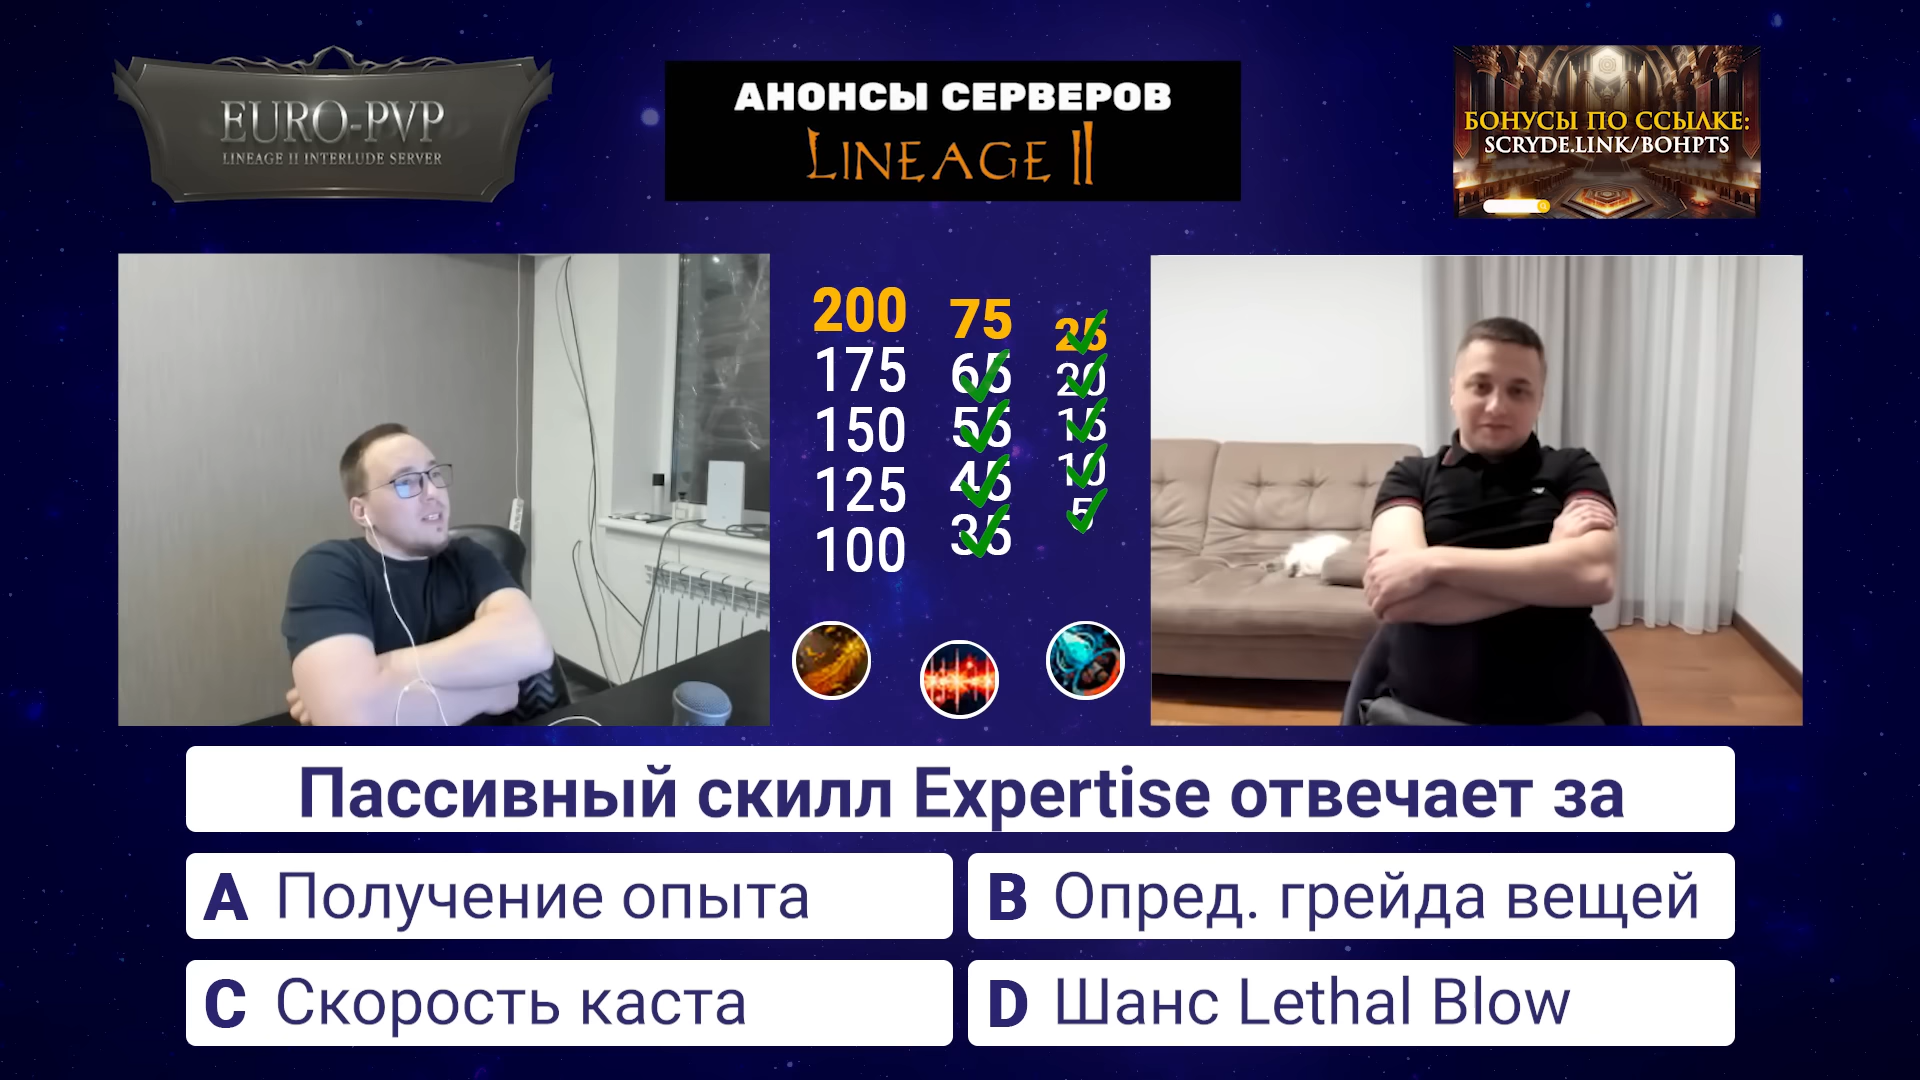 EURO-PVP
LINEAGE II INTERLUDE SERVER
АНОНСЫ СЕРВЕРОВ
LINEAGE II
БОНУСЫ ПО ССЫЛКЕ:
SCRYDE.LINK/BOHPTS
200
175
150
125
100
75
65
55
45
35
25
20
15
10
5
Пассивный скилл Expertise отвечает за
A Получение опыта
B Опред. грейда вещей
C Скорость каста
D Шанс Lethal Blow